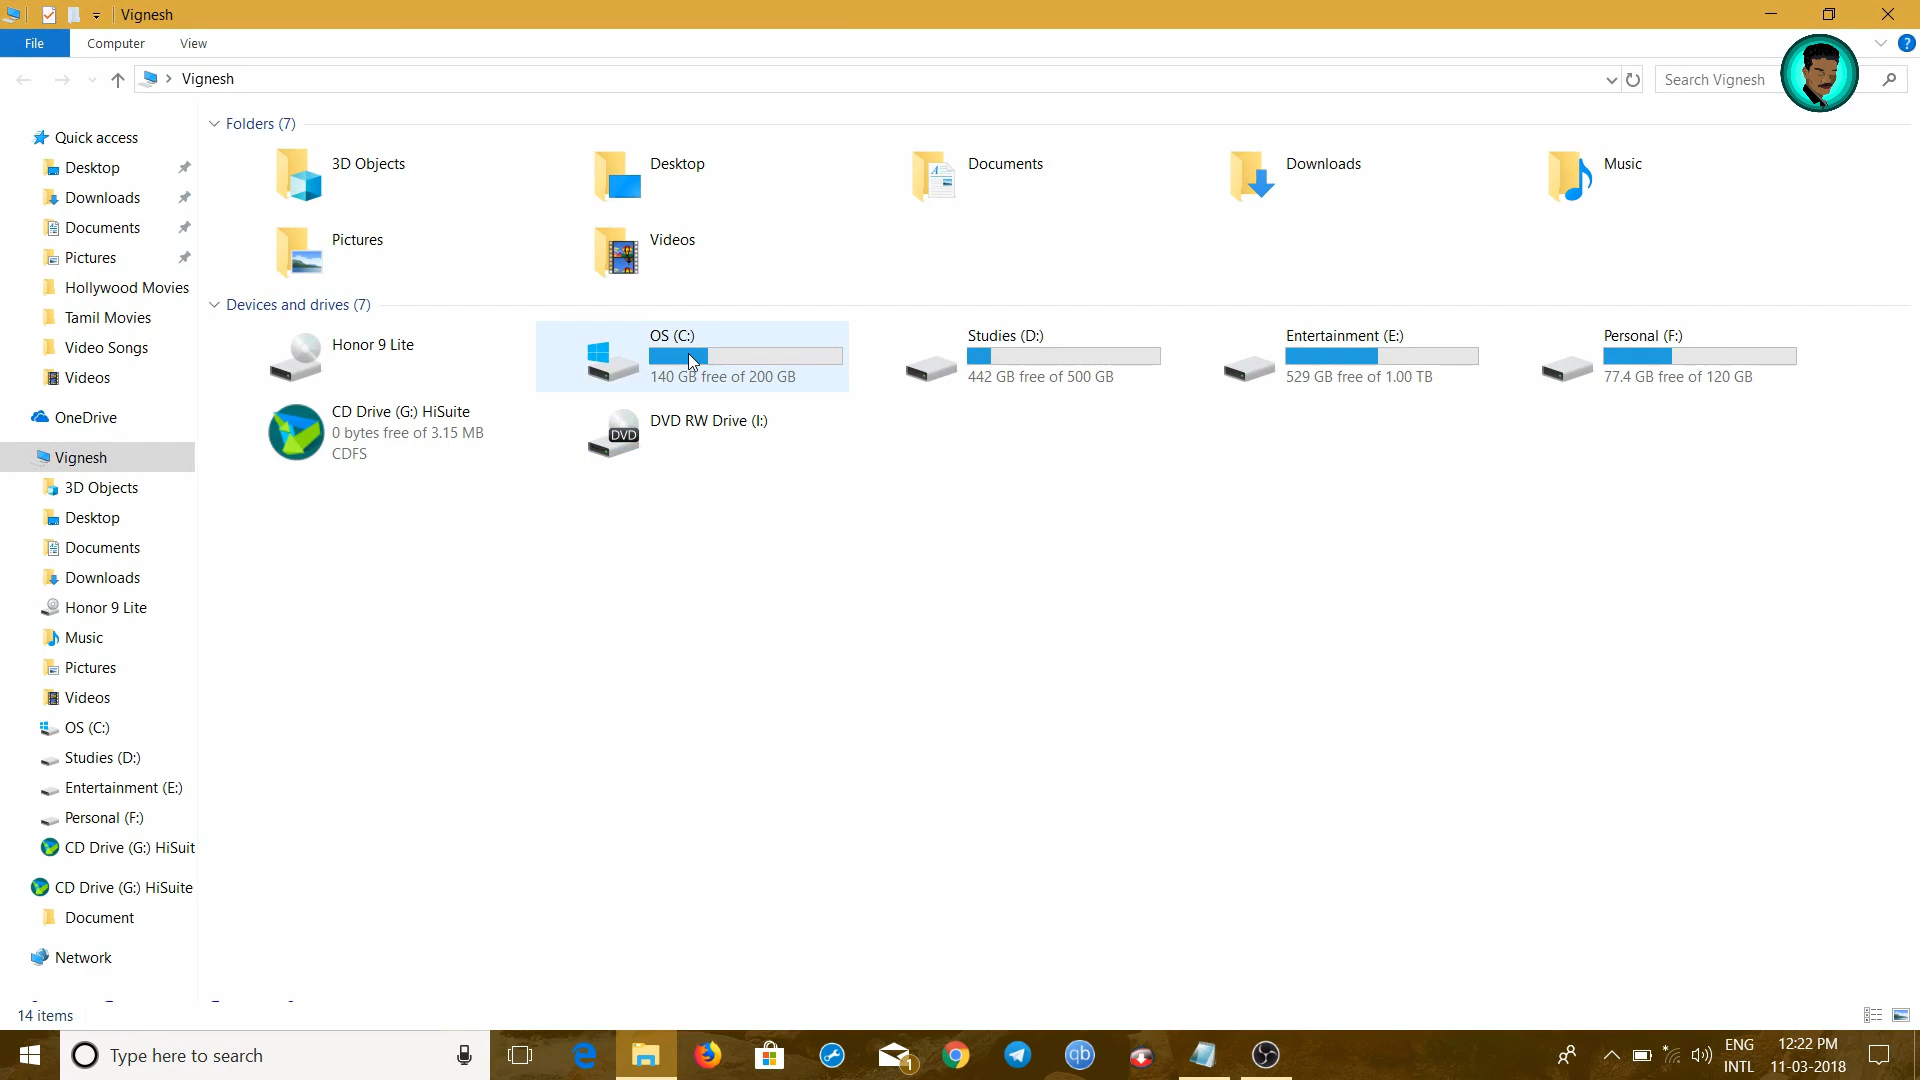 Vignesh
File
Computer
View
Vignesh
Search Vignesh
Quick access
Desktop
Downloads
Documents
Pictures
Hollywood Movies
Tamil Movies
Video Songs
Videos
OneDrive
Vignesh
3D Objects
Desktop
Documents
Downloads
Honor 9 Lite
Music
Pictures
Videos
OS (C:)
Studies (D:)
Entertainment (E:)
Personal (F:)
CD Drive (G:) HiSuit
CD Drive (G:) HiSuite
Document
Network
Folders (7)
3D Objects
Desktop
Documents
Downloads
Music
Pictures
Videos
Devices and drives (7)
Honor 9 Lite
OS (C:)
140 GB free of 200 GB
Studies (D:)
442 GB free of 500 GB
Entertainment (E:)
529 GB free of 1.00 TB
Personal (F:)
77.4 GB free of 120 GB
CD Drive (G:) HiSuite
0 bytes free of 3.15 MB
CDFS
DVD
DVD RW Drive (I:)
14 items
Type here to search
qb
1
ENG
INTL
12:22 PM
11-03-2018